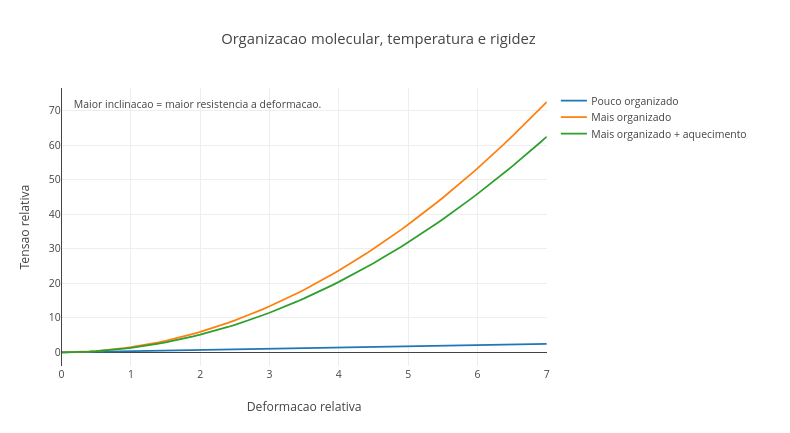 Organizacao molecular, temperatura e rigidez
Maior inclinacao = maior resistencia a deformacao.
Pouco organizado
Mais organizado
Mais organizado + aquecimento
Tensao relativa
70
60
50
40
30
20
10
0
0 1 2 3 4 5 6 7
Deformacao relativa